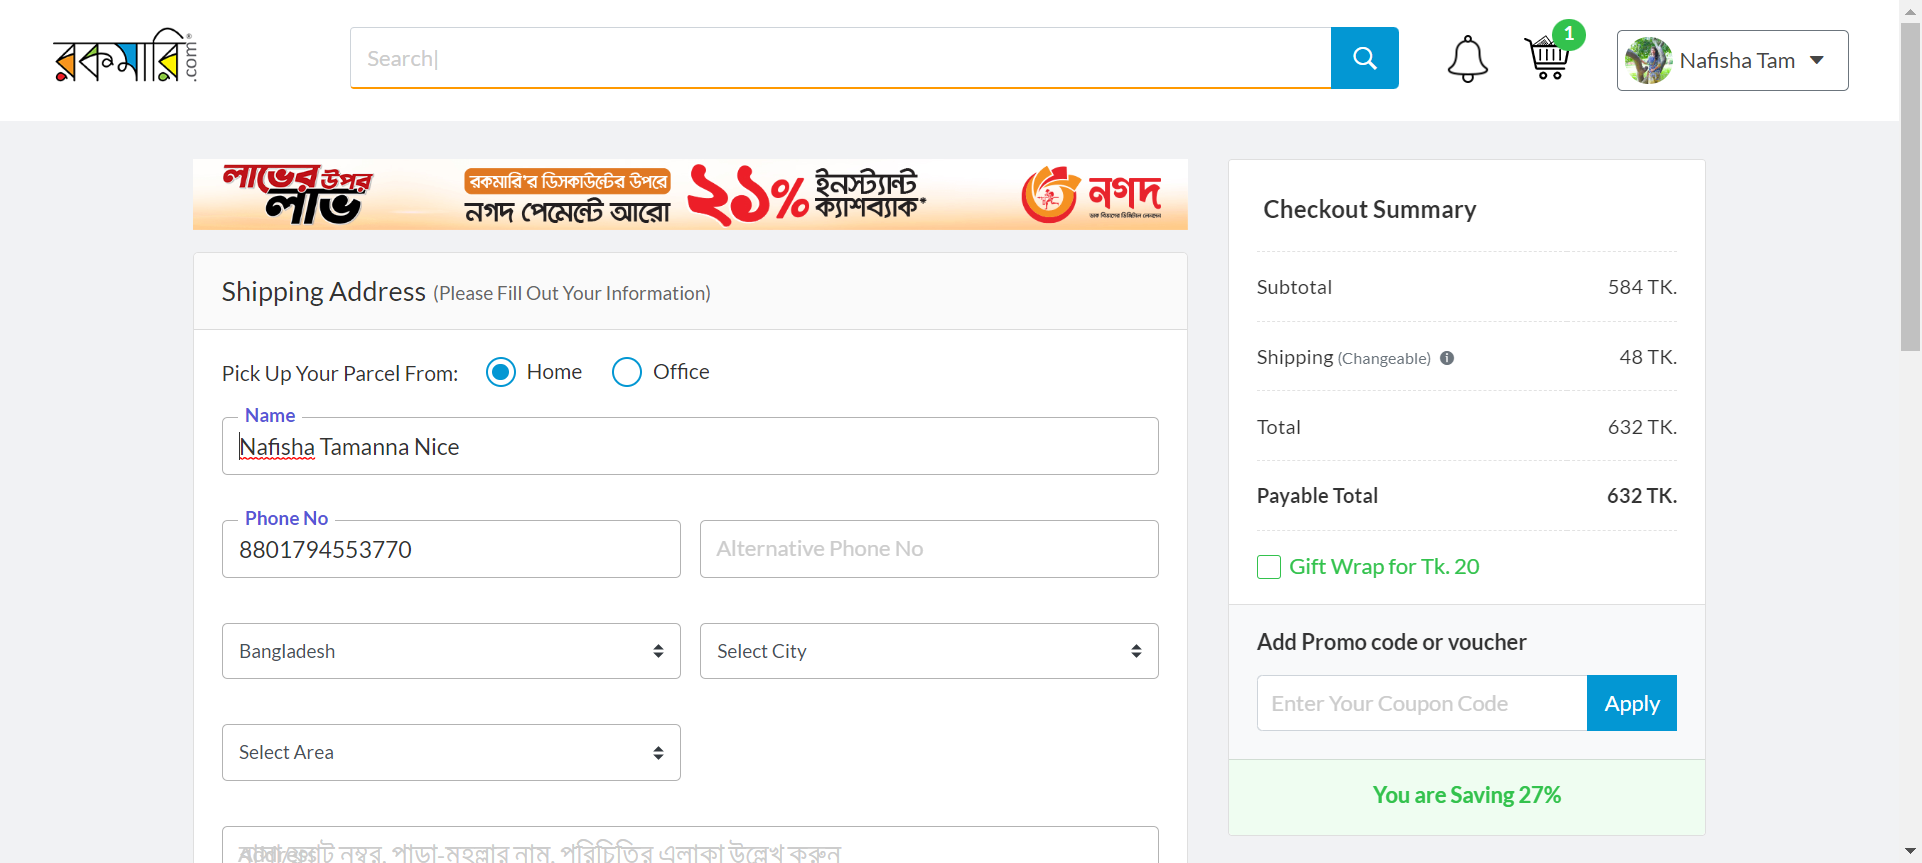 রকমারি.com
Search
1
Nafisha Tam
লাভের উপর
লাভ
রকমারি'র ডিসকাউন্টের উপরে
নগদ পেমেন্টে আরো
২১%
ইনস্ট্যান্ট
ক্যাশব্যাক*
নগদ
ডাক বিভাগের ডিজিটাল লেনদেন
Shipping Address (Please Fill Out Your Information)
Pick Up Your Parcel From: Home Office
Name
Nafisha Tamanna Nice
Phone No
8801794553770
Alternative Phone No
Bangladesh
Select City
Select Area
নম্বর, পাড়া-মহল্লার নাম, পরিচিতির এলাকা উল্লেখ করুন
Checkout Summary
Subtotal 584 TK.
Shipping (Changeable) 48 TK.
Total 632 TK.
Payable Total 632 TK.
Gift Wrap for Tk. 20
Add Promo code or voucher
Enter Your Coupon Code
Apply
You are Saving 27%